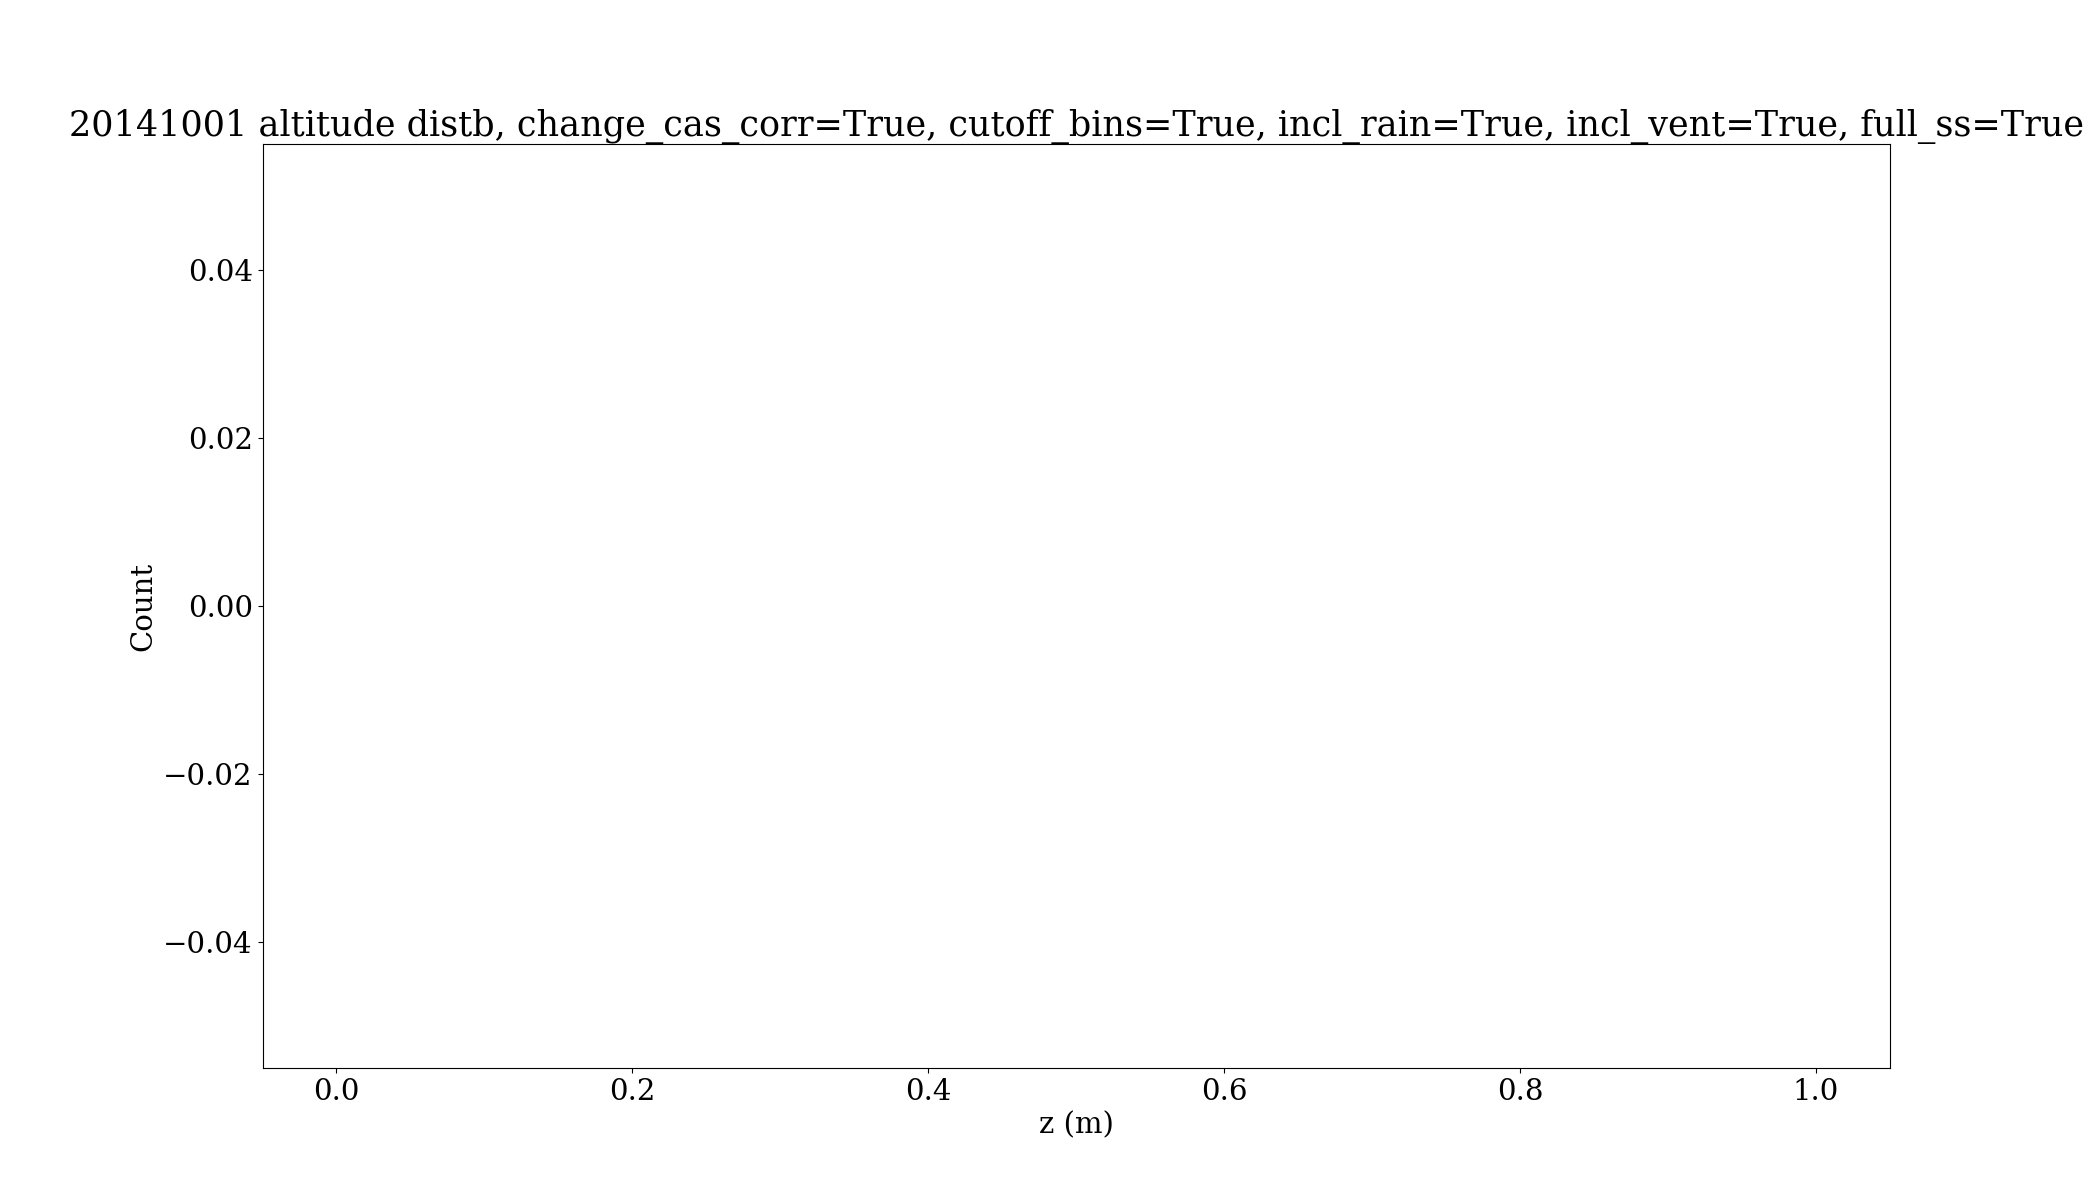 20141001 altitude distb, change_cas_corr=True, cutoff_bins=True, incl_rain=True, incl_vent=True, full_ss=True
0.04
0.02
0.00
−0.02
−0.04
Count
0.0 0.2 0.4 0.6 0.8 1.0
z (m)